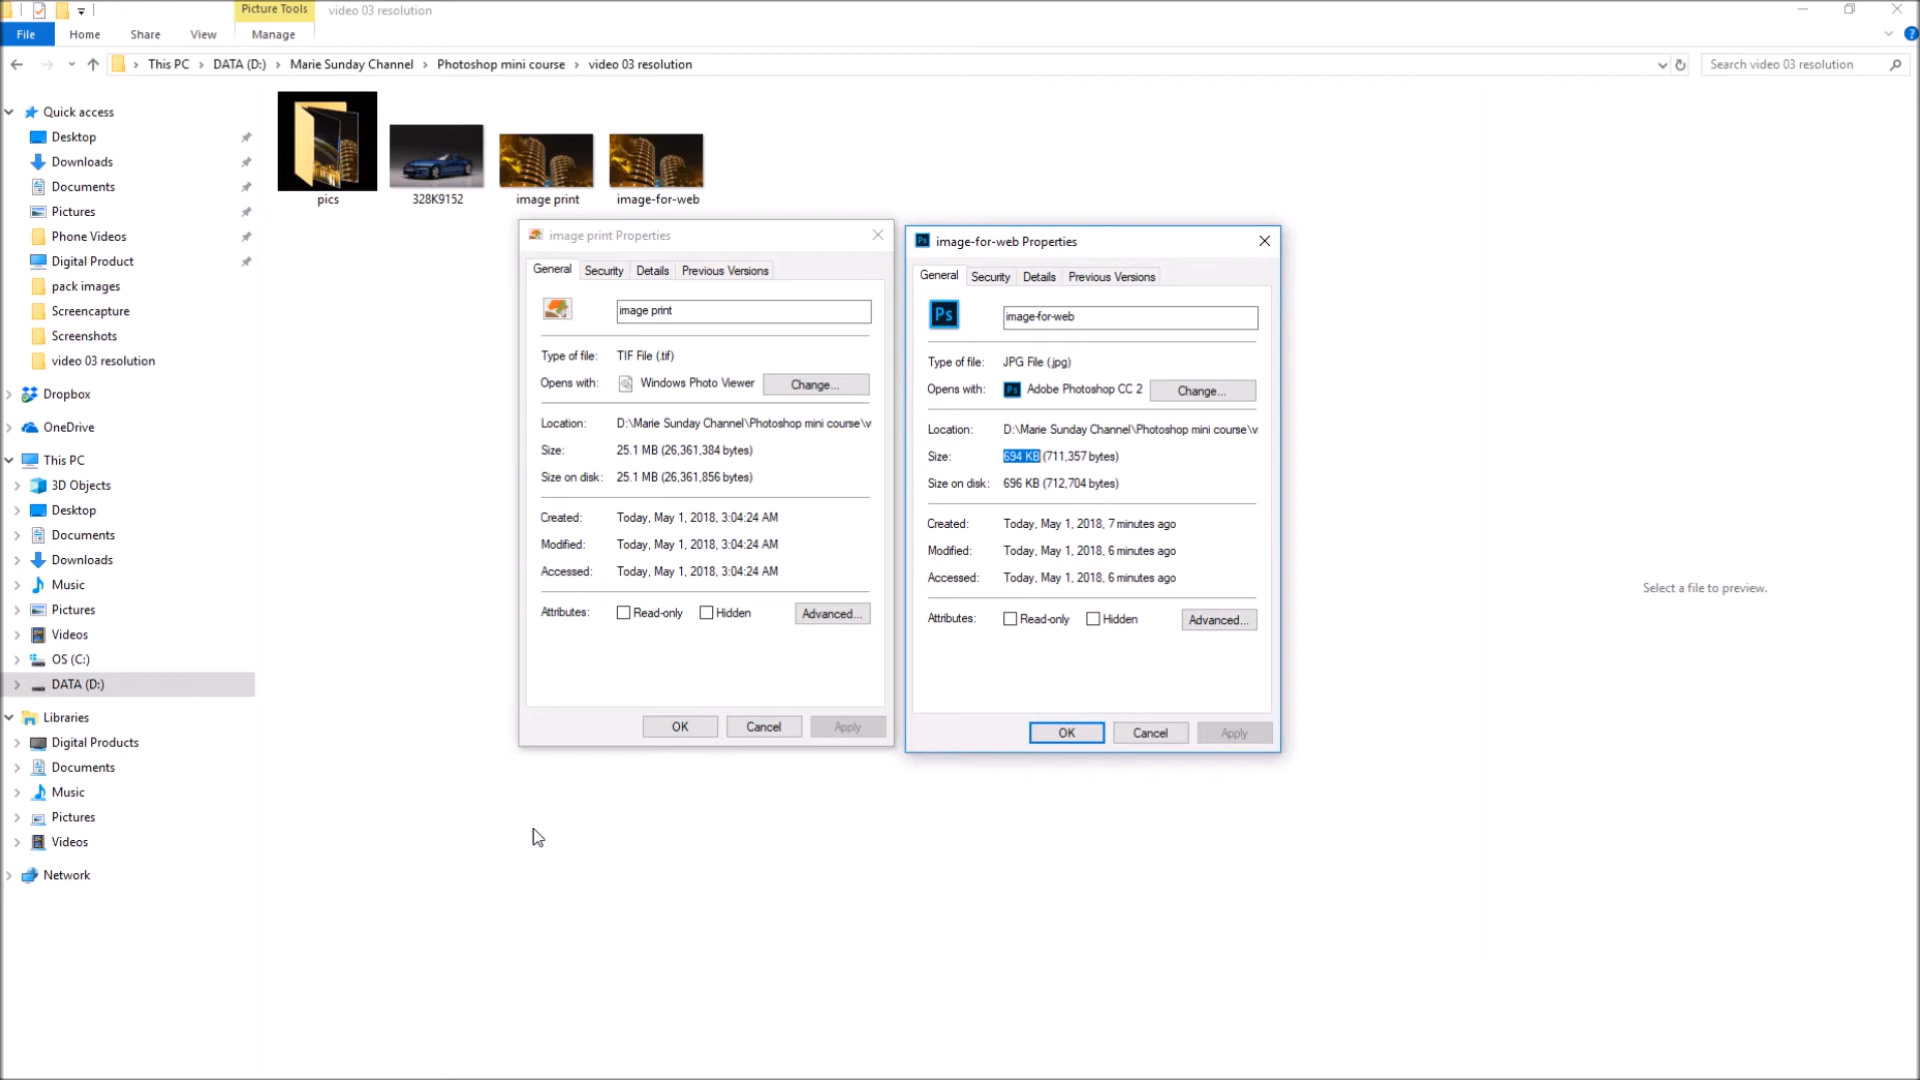 Picture Tools
video 03 resolution
File
Home
Share
View
Manage
This PC > DATA (D:) > Marie Sunday Channel > Photoshop mini course > video 03 resolution
Search video 03 resolution
Quick access
Desktop
Downloads
Documents
Pictures
Phone Videos
Digital Product
pack images
Screencapture
Screenshots
video 03 resolution
Dropbox
OneDrive
This PC
3D Objects
Desktop
Documents
Downloads
Music
Pictures
Videos
OS (C:)
DATA (D:)
Libraries
Digital Products
Documents
Music
Pictures
Videos
Network
pics
328K9152
image print
image-for-web
image print Properties
General
Security
Details
Previous Versions
image print
Type of file: TIF File (.tif)
Opens with: Windows Photo Viewer
Change...
Location: D:\Marie Sunday Channel\Photoshop mini course\v
Size: 25.1 MB (26,361,384 bytes)
Size on disk: 25.1 MB (26,361,856 bytes)
Created: Today, May 1, 2018, 3:04:24 AM
Modified: Today, May 1, 2018, 3:04:24 AM
Accessed: Today, May 1, 2018, 3:04:24 AM
Attributes: Read-only Hidden Advanced...
OK
Cancel
Apply
Ps image-for-web Properties
General
Security
Details
Previous Versions
Ps
image-for-web
Type of file: JPG File (.jpg)
Opens with: Ps Adobe Photoshop CC 2
Change...
Location: D:\Marie Sunday Channel\Photoshop mini course\v
Size: 694 KB (711,357 bytes)
Size on disk: 696 KB (712,704 bytes)
Created: Today, May 1, 2018, 7 minutes ago
Modified: Today, May 1, 2018, 6 minutes ago
Accessed: Today, May 1, 2018, 6 minutes ago
Attributes: Read-only Hidden Advanced...
OK
Cancel
Apply
Select a file to preview.